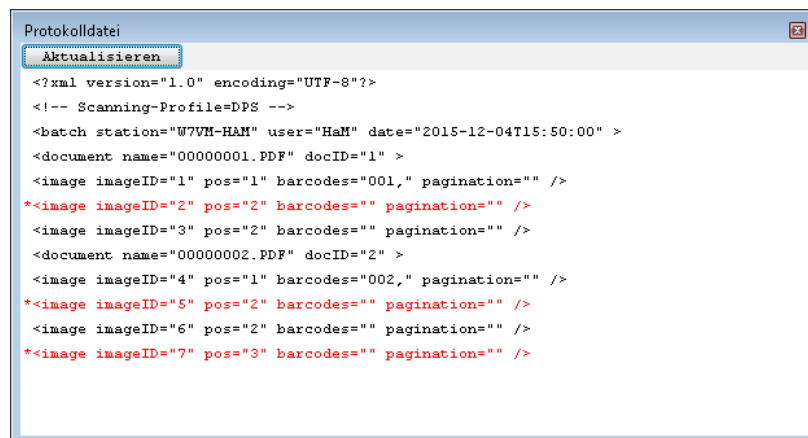 Protokolldatei
Aktualisieren
<?xml version="1.0" encoding="UTF-8"?>
<!-- Scanning-Profile=DPS -->
<batch station="W7VM-HAM" user="HaM" date="2015-12-04T15:50:00" >
<document name="00000001.PDF" docID="1" >
<image imageID="1" pos="1" barcodes="001," pagination="" />
*<image imageID="2" pos="2" barcodes="" pagination="" />
<image imageID="3" pos="2" barcodes="" pagination="" />
<document name="00000002.PDF" docID="2" >
<image imageID="4" pos="1" barcodes="002," pagination="" />
*<image imageID="5" pos="2" barcodes="" pagination="" />
<image imageID="6" pos="2" barcodes="" pagination="" />
*<image imageID="7" pos="3" barcodes="" pagination="" />